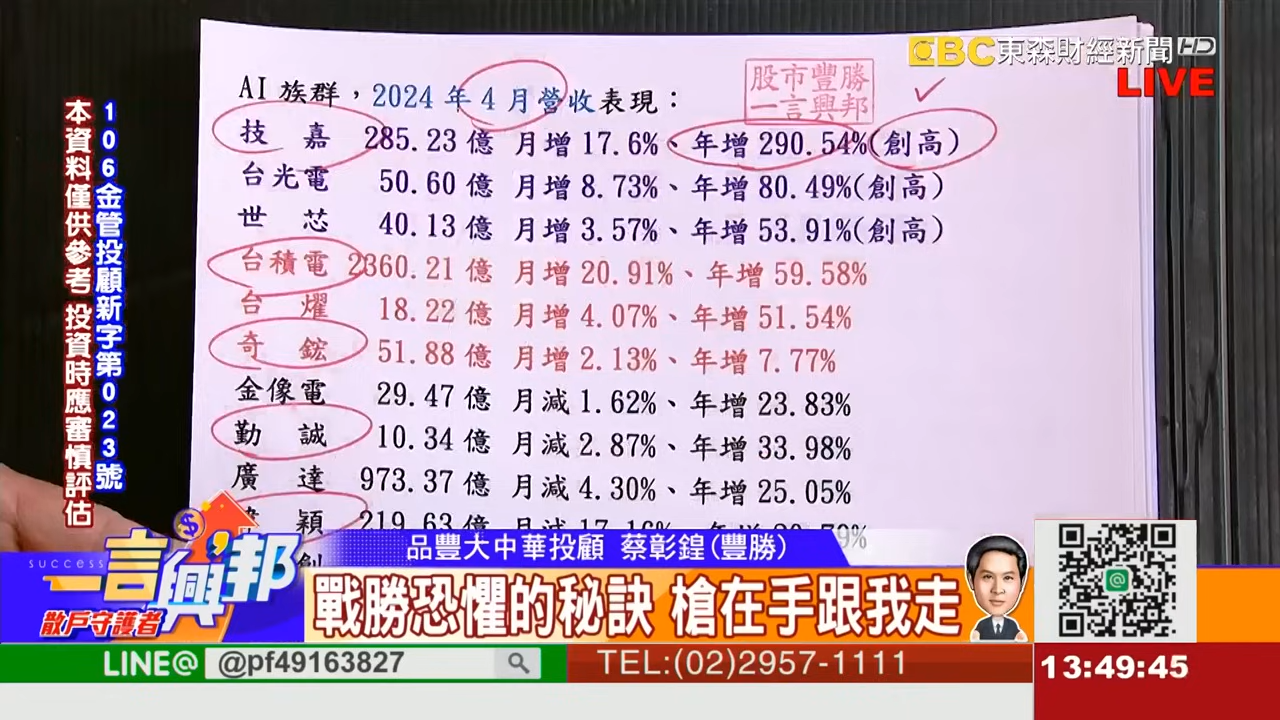 EBC 東森財經新聞 HD
LIVE
股市豐勝
一言興邦
AI 族群，2024 年 4 月營收表現：
技嘉 285.23 億 月增 17.6%、年增 290.54%(創高)
台光電 50.60 億 月增 8.73%、年增 80.49%(創高)
世芯 40.13 億 月增 3.57%、年增 53.91%(創高)
台積電 2360.21 億 月增 20.91%、年增 59.58%
台燿 18.22 億 月增 4.07%、年增 51.54%
奇鋐 51.88 億 月增 2.13%、年增 7.77%
金像電 29.47 億 月減 1.62%、年增 23.83%
勤誠 10.34 億 月減 2.87%、年增 33.98%
廣達 973.37 億 月減 4.30%、年增 25.05%
穎 219.63 億 月減 17.16%、年增
106金管投顧新字第023號
本資料僅供參考 投資時應審慎評估
success
一言興邦
散戶守護者
品豐大中華投顧 蔡彰鍠(豐勝)
戰勝恐懼的秘訣 槍在手跟我走
LINE@ @pf49163827
TEL:(02)2957-1111
13:49:45